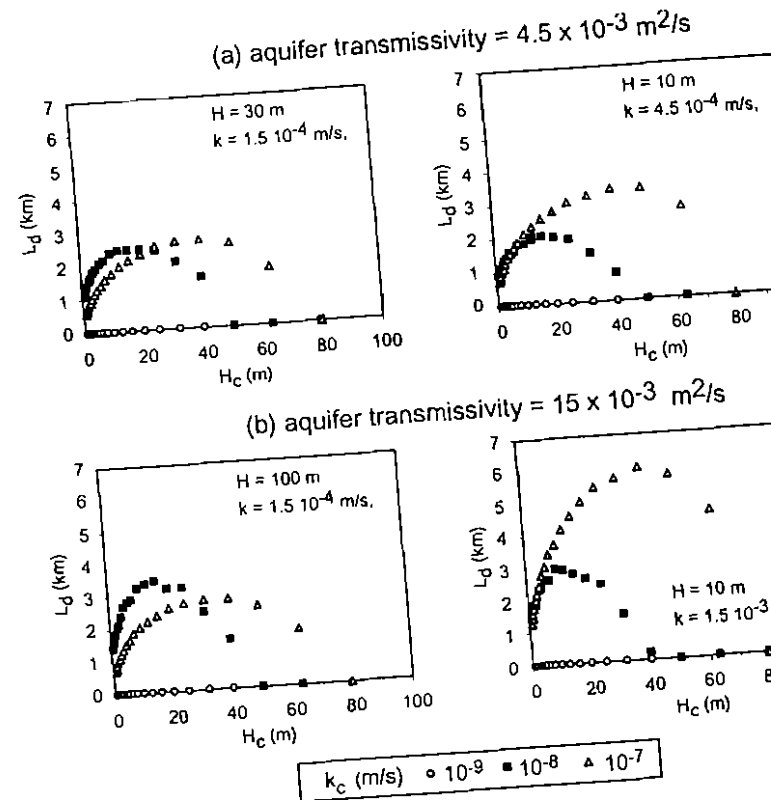 (a) aquifer transmissivity = 4.5 x 10-3 m2/s
7
6
5
4
3
2
1
0
Ld (km)
H = 30 m
k = 1.5 10-4 m/s,
0 20 40 60 80 100
Hc (m)
7
6
5
4
3
2
1
0
Ld (km)
H = 10 m
k = 4.5 10-4 m/s,
0 20 40 60 80
Hc (m)
(b) aquifer transmissivity = 15 x 10-3 m2/s
7
6
5
4
3
2
1
0
Ld (km)
H = 100 m
k = 1.5 10-4 m/s,
0 20 40 60 80 100
Hc (m)
7
6
5
4
3
2
1
0
Ld (km)
H = 10 m
k = 1.5 10-3
0 20 40 60
Hc (m)
kc (m/s) ○ 10-9 ■ 10-8 △ 10-7